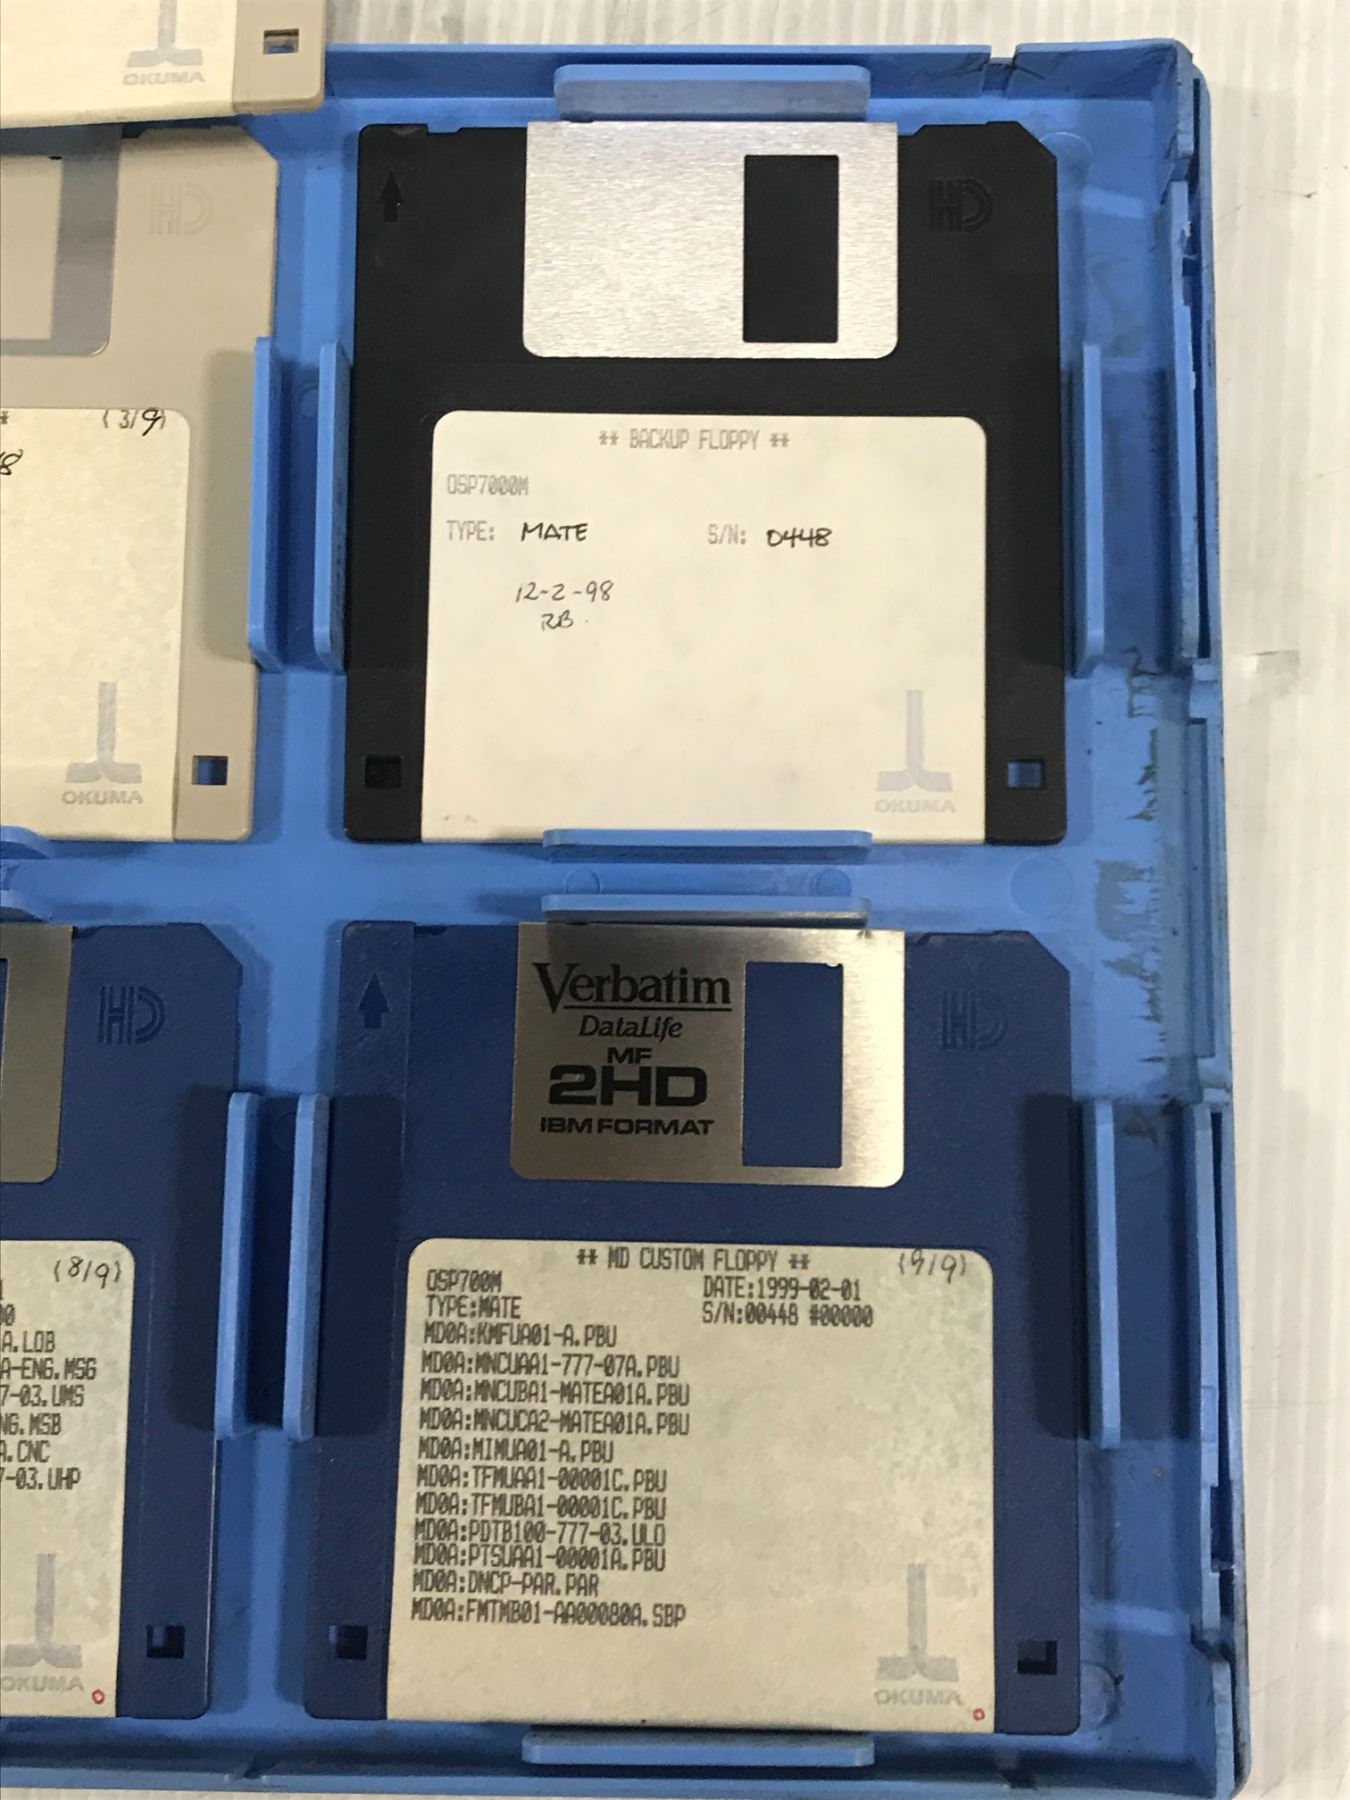 OKUMA
HD
* (3/9)
8
OKUMA
HD
** BACKUP FLOPPY **
OSP7000M
TYPE: MATE S/N: 0448
12-2-98
RB.
OKUMA
HD
(8/9)
A.LOB
A-ENG.MSG
7-03.UMS
NG.MSB
A.CNC
7-03.UHP
OKUMA
HD
Verbatim
DataLife
MF
2HD
IBM FORMAT
** MD CUSTOM FLOPPY ** (9/9)
OSP700M DATE:1999-02-01
TYPE:MATE S/N:00448 #00000
MD0A:KMFUA01-A.PBU
MD0A:MNCUAA1-777-07A.PBU
MD0A:MNCUBA1-MATEA01A.PBU
MD0A:MNCUCA2-MATEA01A.PBU
MD0A:MIMUA01-A.PBU
MD0A:TFMUAA1-00001C.PBU
MD0A:TFMUBA1-00001C.PBU
MD0A:PDTB100-777-03.ULO
MD0A:PTSUAA1-00001A.PBU
MD0A:DNCP-PAR.PAR
MD0A:FMTMB01-AA00080A.SBP
OKUMA